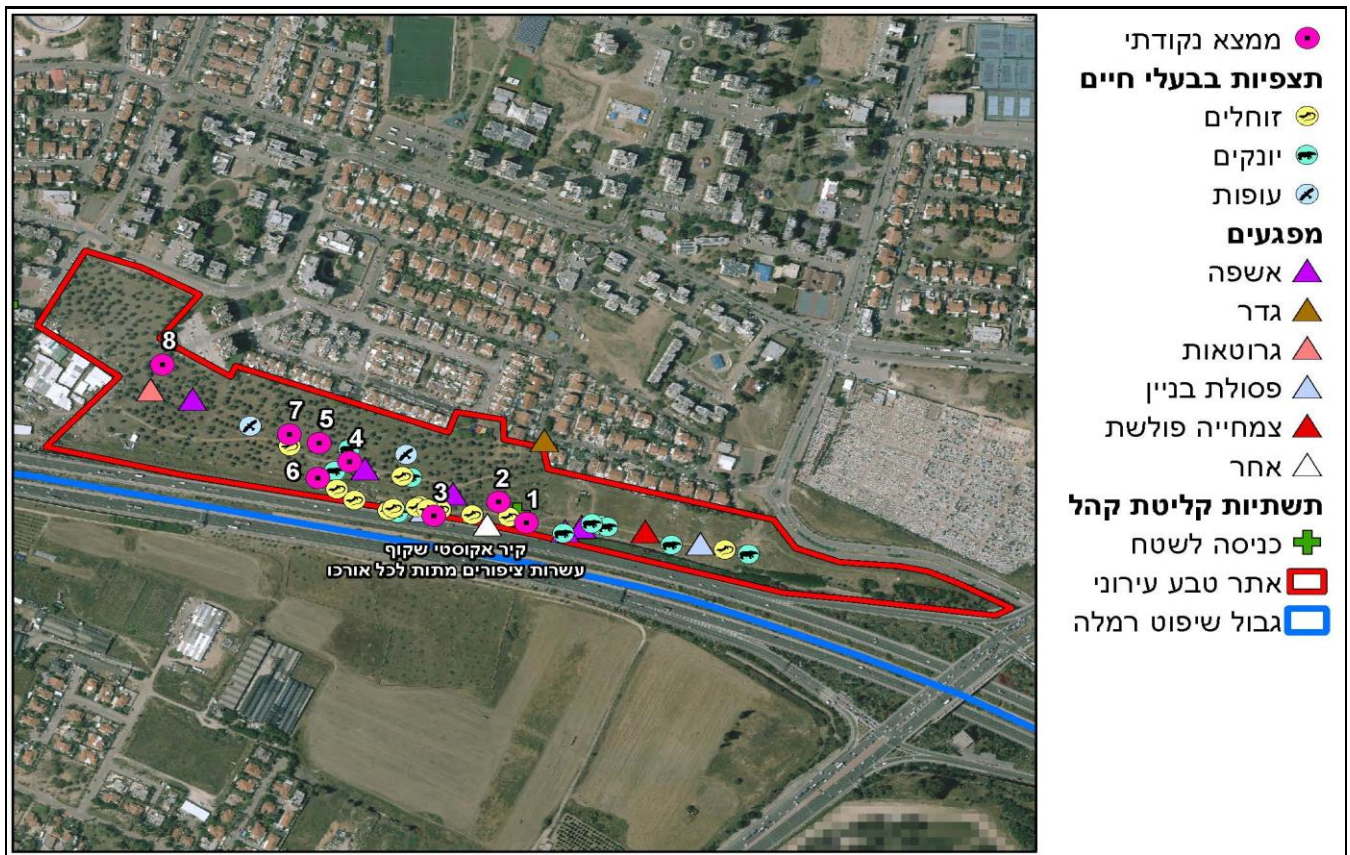 ממצא נקודתי
תצפיות בבעלי חיים
זוחלים
יונקים
עופות
מפגעים
אשפה
גדר
גרוטאות
פסולת בניין
צמחייה פולשת
אחר
תשתיות קליטת קהל
כניסה לשטח
אתר טבע עירוני
גבול שיפוט רמלה
8
7
5
4
6
3
2
1
קיר אקוסטי שקוף
עשרות ציפורים מתות לכל אורכו